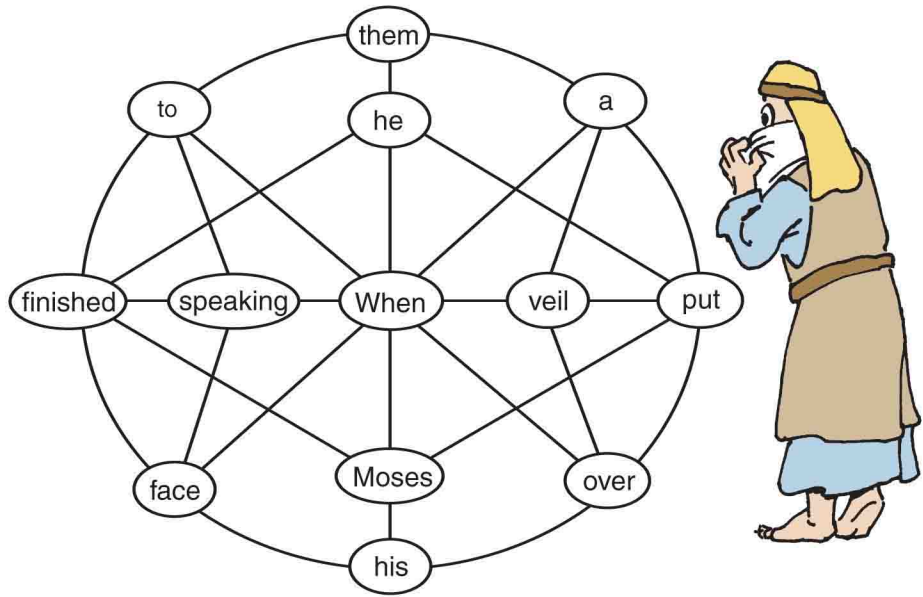 them
to
he
a
finished speaking When veil put
face
Moses
over
his